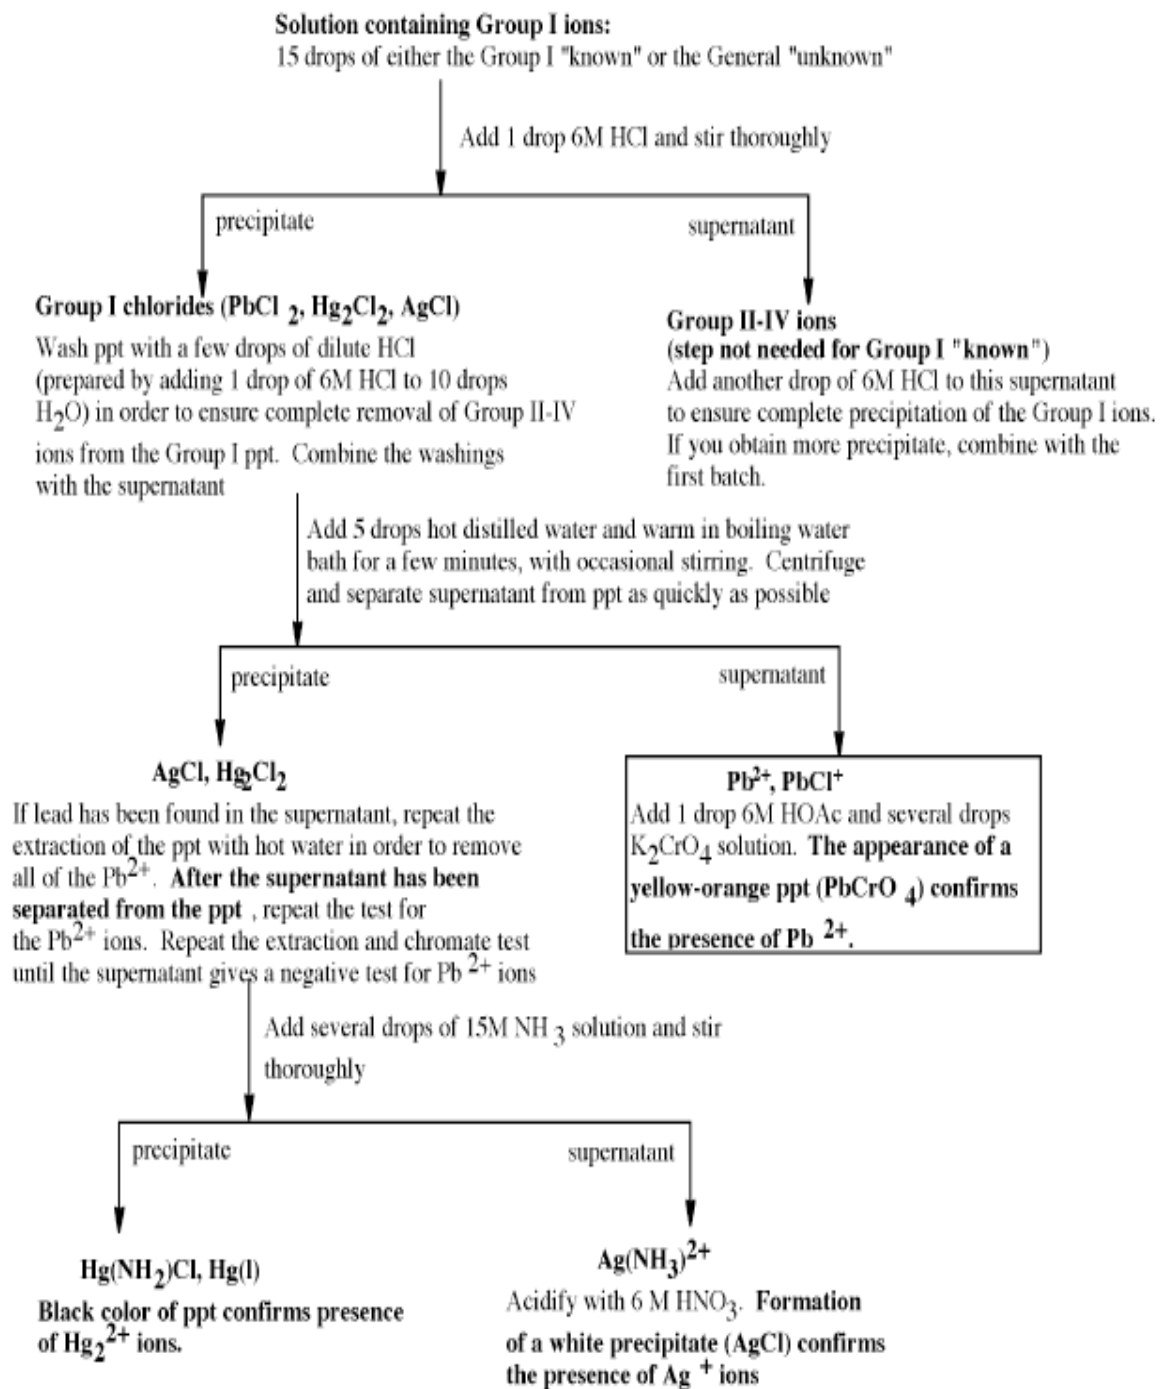 Solution containing Group I ions:
15 drops of either the Group I "known" or the General "unknown"
Add 1 drop 6M HCl and stir thoroughly
precipitate
supernatant
Group I chlorides (PbCl 2, Hg2Cl2, AgCl)
Wash ppt with a few drops of dilute HCl
(prepared by adding 1 drop of 6M HCl to 10 drops
H2O) in order to ensure complete removal of Group II-IV
ions from the Group I ppt. Combine the washings
with the supernatant
Group II-IV ions
(step not needed for Group I "known")
Add another drop of 6M HCl to this supernatant
to ensure complete precipitation of the Group I ions.
If you obtain more precipitate, combine with the
first batch.
Add 5 drops hot distilled water and warm in boiling water
bath for a few minutes, with occasional stirring. Centrifuge
and separate supernatant from ppt as quickly as possible
precipitate
supernatant
AgCl, Hg2Cl2
If lead has been found in the supernatant, repeat the
extraction of the ppt with hot water in order to remove
all of the Pb2+. After the supernatant has been
separated from the ppt , repeat the test for
the Pb2+ ions. Repeat the extraction and chromate test
until the supernatant gives a negative test for Pb 2+ ions
Pb2+, PbCl+
Add 1 drop 6M HOAc and several drops
K2CrO4 solution. The appearance of a
yellow-orange ppt (PbCrO 4) confirms
the presence of Pb 2+.
Add several drops of 15M NH 3 solution and stir
thoroughly
precipitate
supernatant
Hg(NH2)Cl, Hg(l)
Black color of ppt confirms presence
of Hg2 2+ ions.
Ag(NH3)2+
Acidify with 6 M HNO3. Formation
of a white precipitate (AgCl) confirms
the presence of Ag + ions